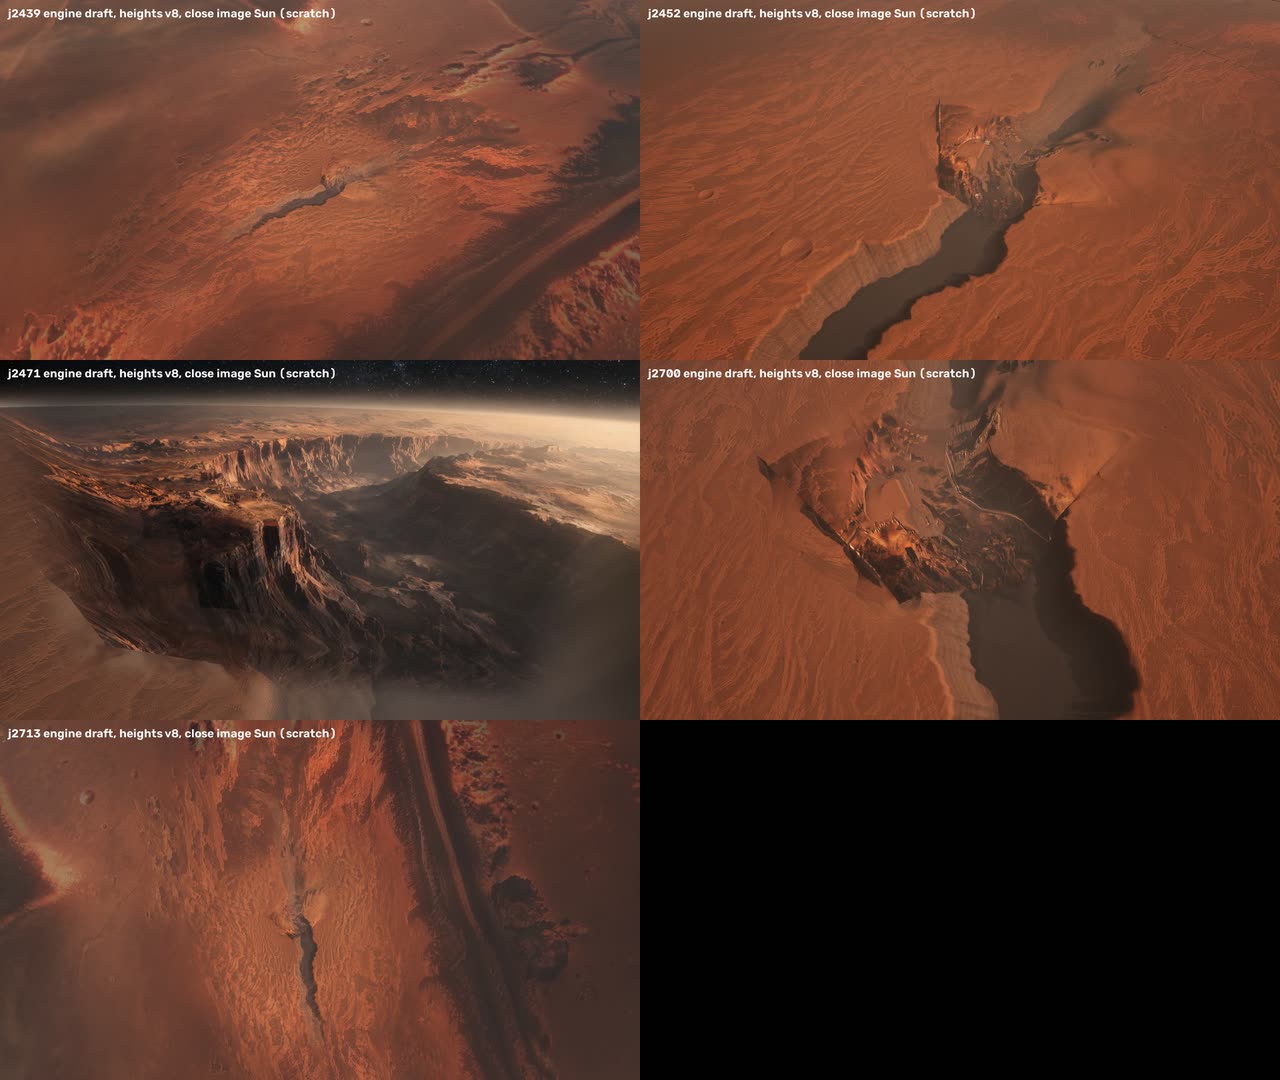 j2439 engine draft, heights v8, close image Sun (scratch)
j2452 engine draft, heights v8, close image Sun (scratch)
j2471 engine draft, heights v8, close image Sun (scratch)
j2700 engine draft, heights v8, close image Sun (scratch)
j2713 engine draft, heights v8, close image Sun (scratch)